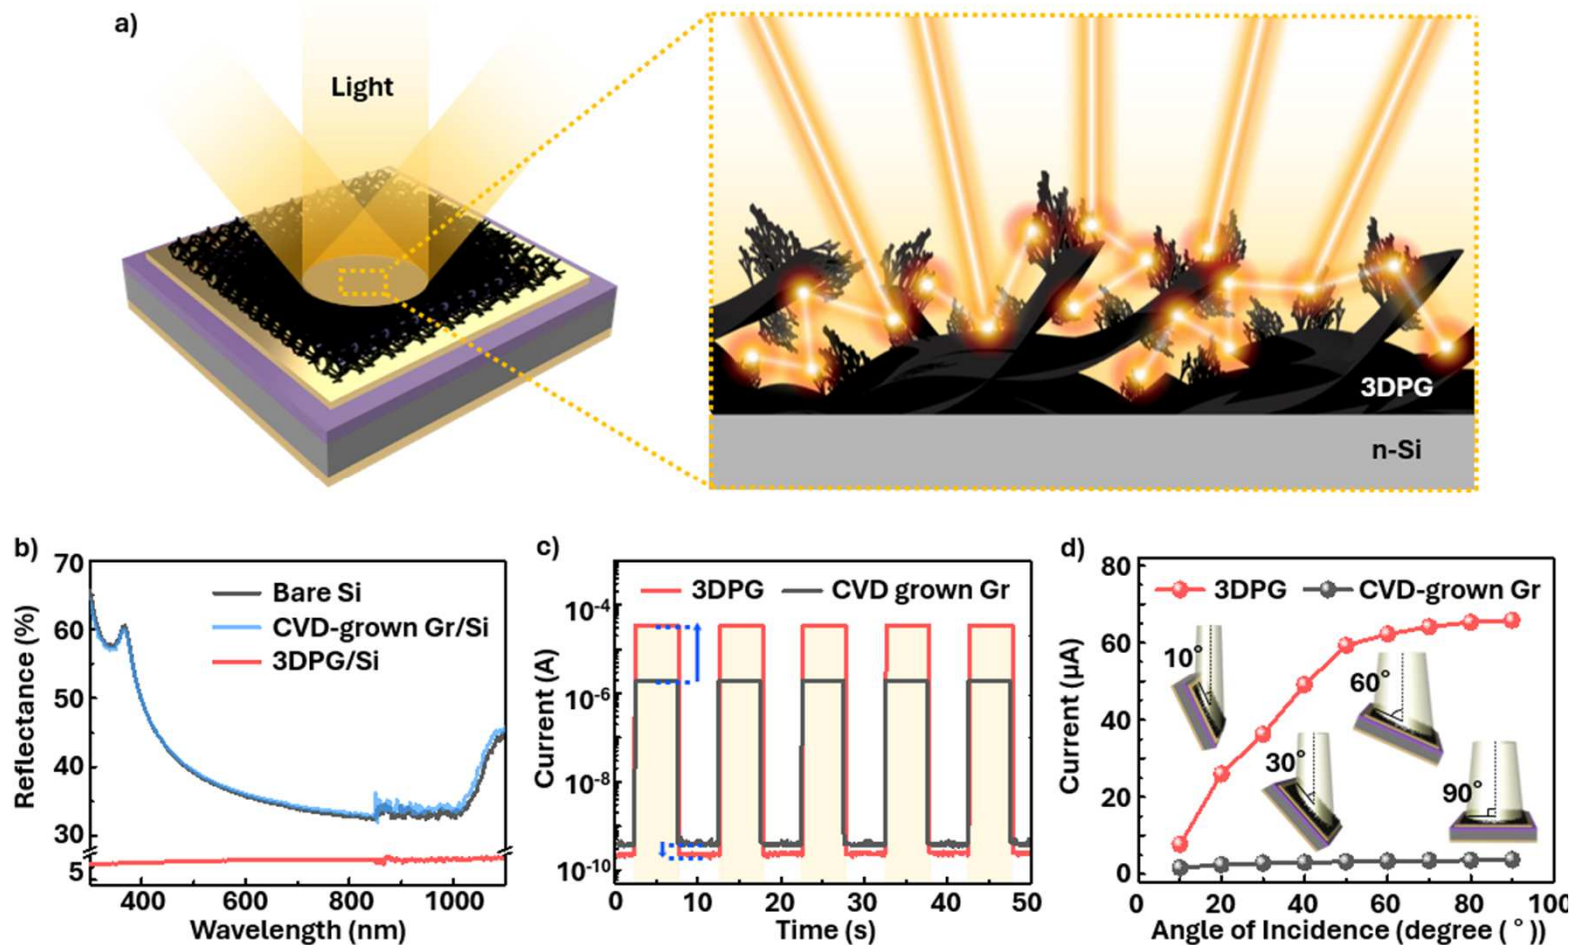 a)
Light
3DPG
n-Si
b)
70
60
50
40
30
5
Reflectance (%)
Bare Si
CVD-grown Gr/Si
3DPG/Si
400
600
800
1000
Wavelength (nm)
c)
3DPG
CVD grown Gr
10-4
10-6
10-8
10-10
Current (A)
0
10
20
30
40
50
Time (s)
d)
80
60
40
20
0
Current (μA)
3DPG
CVD-grown Gr
10°
60°
30°
90°
0
20
40
60
80
100
Angle of Incidence (degree (°))